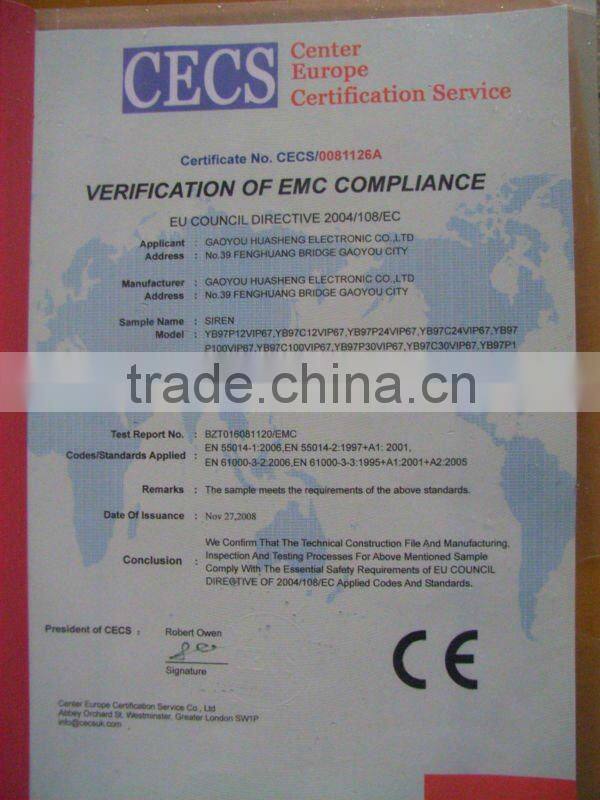 CECS
Center
Europe
Certification Service
Certificate No. CECS/0081126A
VERIFICATION OF EMC COMPLIANCE
EU COUNCIL DIRECTIVE 2004/108/EC
Applicant : GAOYOU HUASHENG ELECTRONIC CO.,LTD
Address : No.39 FENGHUANG BRIDGE GAOYOU CITY
Manufacturer : GAOYOU HUASHENG ELECTRONIC CO.,LTD
Address : No.39 FENGHUANG BRIDGE GAOYOU CITY
Sample Name : SIREN
Model : YB97P12VIP67,YB97C12VIP67,YB97P24VIP67,YB97C24VIP67,YB97
P100VIP67,YB97C100VIP67,YB97P30VIP67,YB97C30VIP67,YB97P1
trade.china.cn
Test Report No. : BZT016081120/EMC
Codes/Standards Applied : EN 55014-1:2006,EN 55014-2:1997+A1: 2001,
EN 61000-3-2:2006,EN 61000-3-3:1995+A1:2001+A2:2005
Remarks : The sample meets the requirements of the above standards.
Date Of Issuance : Nov 27,2008
Conclusion : We Confirm That The Technical Construction File And Manufacturing,
Inspection And Testing Processes For Above Mentioned Sample
Comply With The Essential Safety Requirements of EU COUNCIL
DIRECTIVE OF 2004/108/EC Applied Codes And Standards.
President of CECS : Robert Owen
Signature
CE
Center Europe Certification Service Co., Ltd
Abbey Orchard St. Westminster, Greater London SW1P
info@cecsuk.com